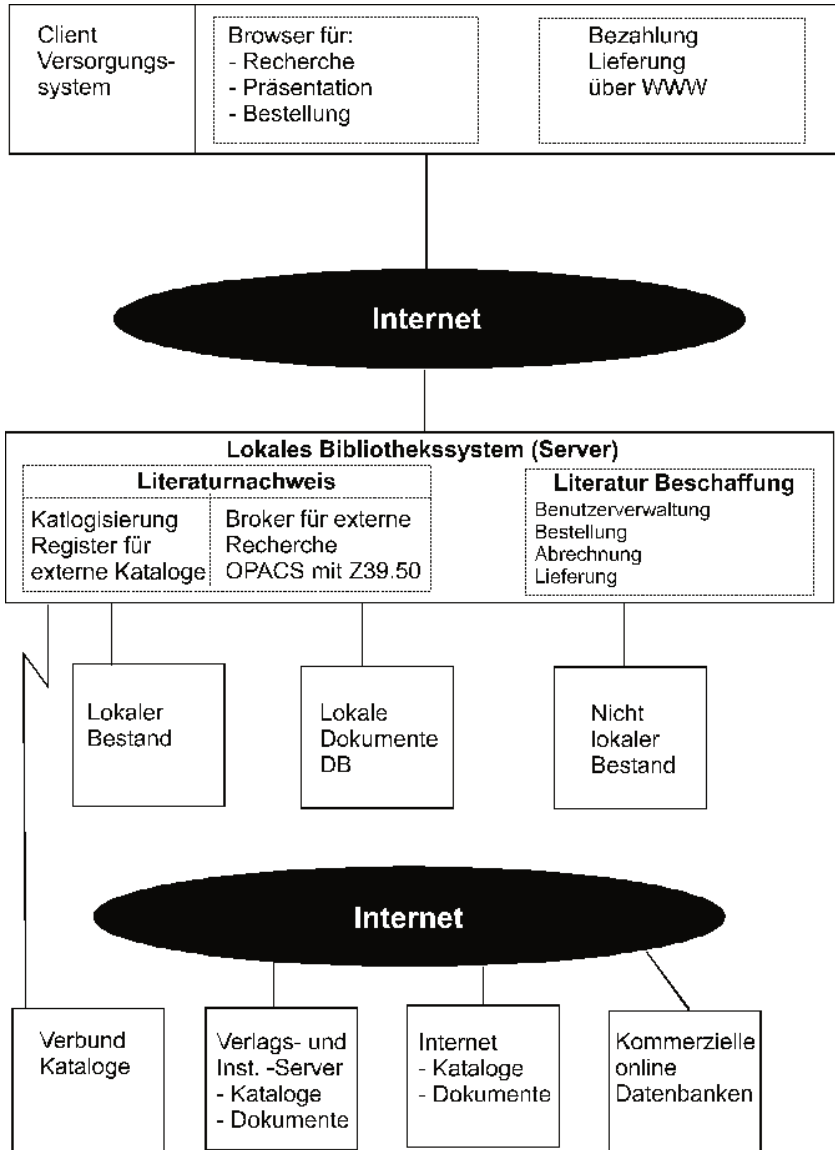 Client
Versorgungs-
system
Browser für:
- Recherche
- Präsentation
- Bestellung
Bezahlung
Lieferung
über WWW
Internet
Lokales Bibliothekssystem (Server)
Literaturnachweis
Katlogisierung
Register für
externe Kataloge
Broker für externe
Recherche
OPACS mit Z39.50
Literatur Beschaffung
Benutzerverwaltung
Bestellung
Abrechnung
Lieferung
Lokaler
Bestand
Lokale
Dokumente
DB
Nicht
lokaler
Bestand
Internet
Verbund
Kataloge
Verlags- und
Inst. -Server
- Kataloge
- Dokumente
Internet
- Kataloge
- Dokumente
Kommerzielle
online
Datenbanken